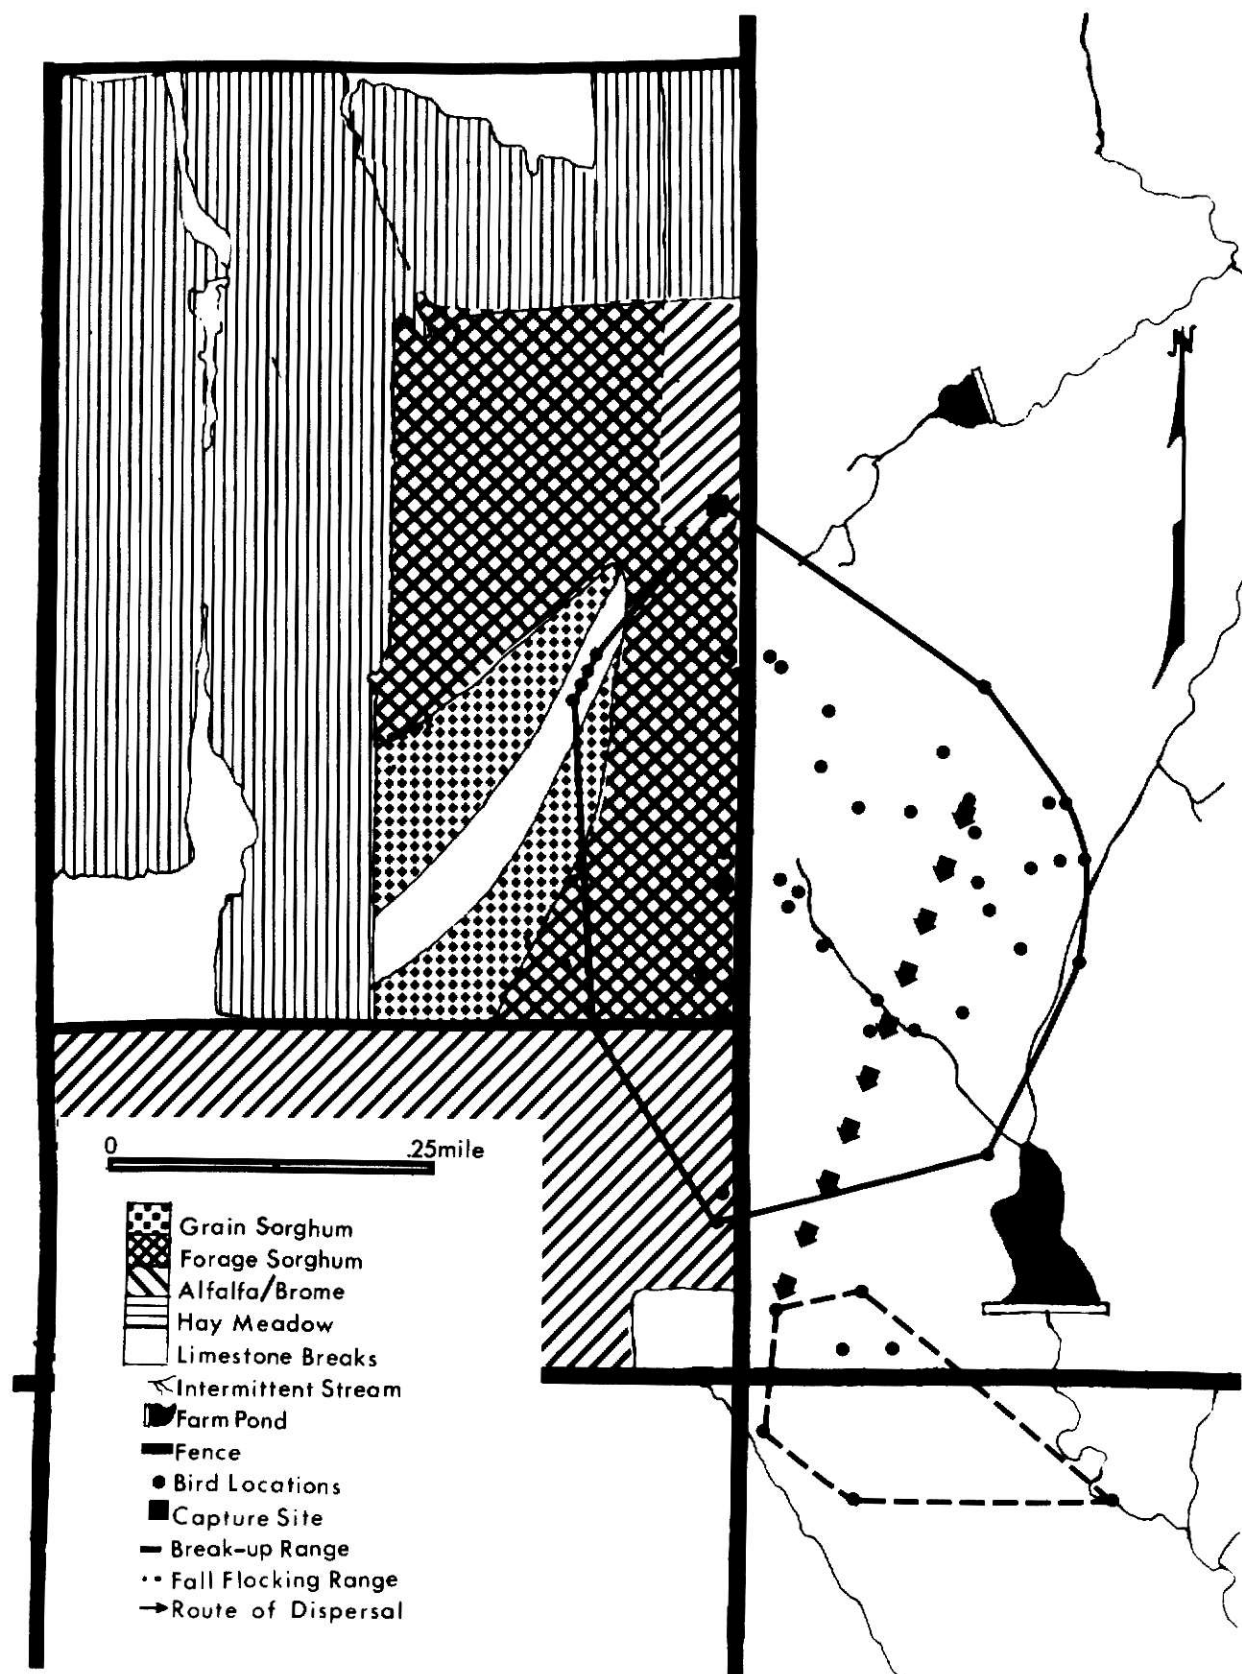 N
0 .25mile
Grain Sorghum
Forage Sorghum
Alfalfa/Brome
Hay Meadow
Limestone Breaks
Intermittent Stream
Farm Pond
Fence
Bird Locations
Capture Site
Break-up Range
Fall Flocking Range
Route of Dispersal